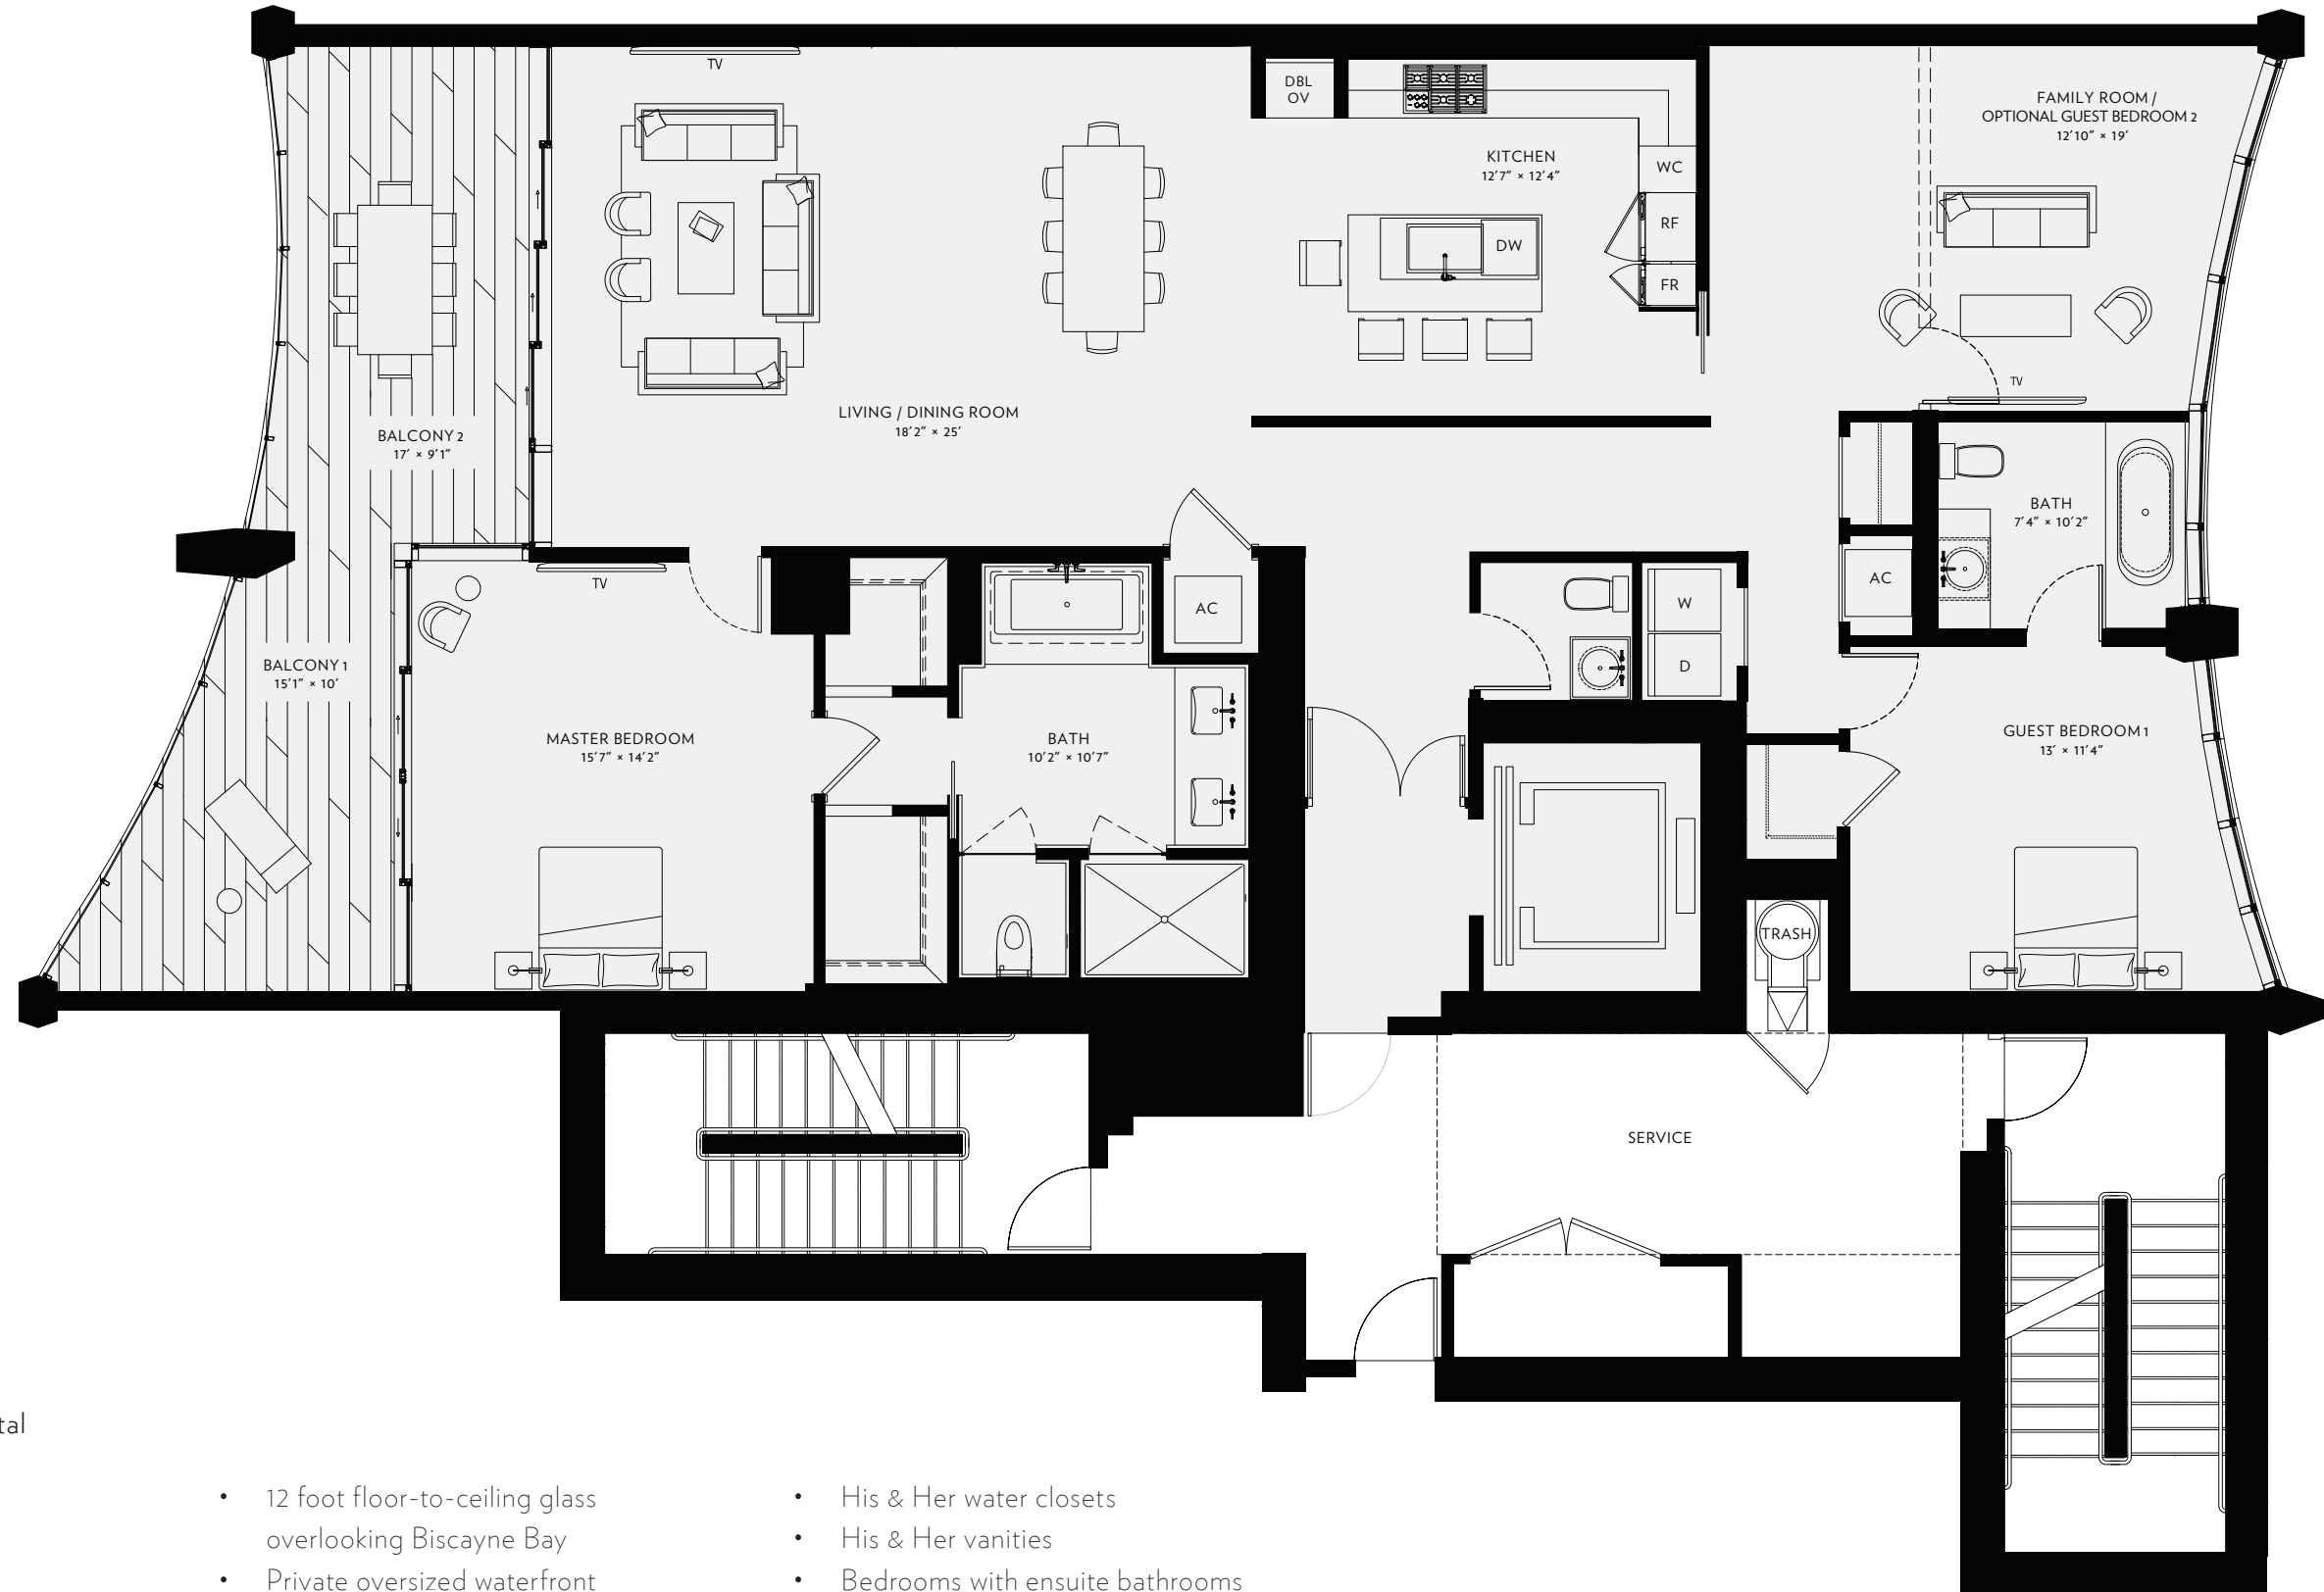 TV
DBL
OV
FAMILY ROOM /
OPTIONAL GUEST BEDROOM 2
12'10" × 19'
KITCHEN
12'7" × 12'4"
WC
RF
DW
FR
TV
LIVING / DINING ROOM
18'2" × 25'
BALCONY 2
17' × 9'1"
BATH
7'4" × 10'2"
TV
AC
AC
W
D
BALCONY 1
15'1" × 10'
MASTER BEDROOM
15'7" × 14'2"
BATH
10'2" × 10'7"
GUEST BEDROOM 1
13' × 11'4"
TRASH
SERVICE
tal
• 12 foot floor-to-ceiling glass
overlooking Biscayne Bay
• Private oversized waterfront
• His & Her water closets
• His & Her vanities
• Bedrooms with ensuite bathrooms